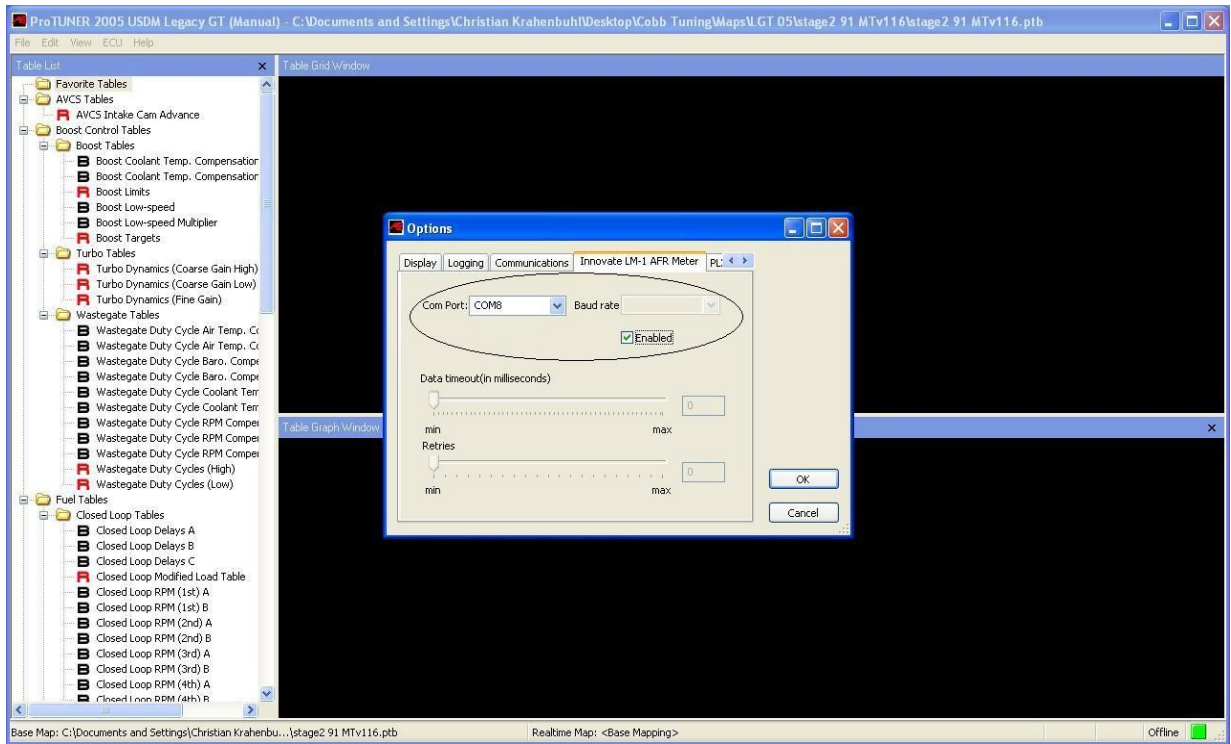 ProTUNER 2005 USDM Legacy GT (Manual) - C:\Documents and Settings\Christian Krahenbuhl\Desktop\Cobb Tuning\Maps\LGT 05\stage2 91 MTv116\stage2 91 MTv116.ptb
File Edit View ECU Help
Table List
Table Grid Window
Favorite Tables
AVCS Tables
R AVCS Intake Cam Advance
Boost Control Tables
Boost Tables
B Boost Coolant Temp. Compensation
B Boost Coolant Temp. Compensation
R Boost Limits
B Boost Low-speed
B Boost Low-speed Multiplier
R Boost Targets
Turbo Tables
R Turbo Dynamics (Coarse Gain High)
R Turbo Dynamics (Coarse Gain Low)
R Turbo Dynamics (Fine Gain)
Wastegate Tables
B Wastegate Duty Cycle Air Temp. Co
B Wastegate Duty Cycle Air Temp. Co
B Wastegate Duty Cycle Baro. Compe
B Wastegate Duty Cycle Baro. Compe
B Wastegate Duty Cycle Coolant Tem
B Wastegate Duty Cycle Coolant Tem
B Wastegate Duty Cycle RPM Compen
B Wastegate Duty Cycle RPM Compen
B Wastegate Duty Cycle RPM Compen
R Wastegate Duty Cycles (High)
R Wastegate Duty Cycles (Low)
Fuel Tables
Closed Loop Tables
B Closed Loop Delays A
B Closed Loop Delays B
B Closed Loop Delays C
R Closed Loop Modified Load Table
B Closed Loop RPM (1st) A
B Closed Loop RPM (1st) B
B Closed Loop RPM (2nd) A
B Closed Loop RPM (2nd) B
B Closed Loop RPM (3rd) A
B Closed Loop RPM (3rd) B
B Closed Loop RPM (4th) A
B Closed Loop RPM (4th) B
Options
Display Logging Communications Innovate LM-1 AFR Meter PL
Com Port: COM8 Baud rate
Enabled
Data timeout(in milliseconds)
0
min max
Retries
0
min max
OK
Cancel
Table Graph Window
Base Map: C:\Documents and Settings\Christian Krahenbu...\stage2 91 MTv116.ptb Realtime Map: <Base Mapping> Offline